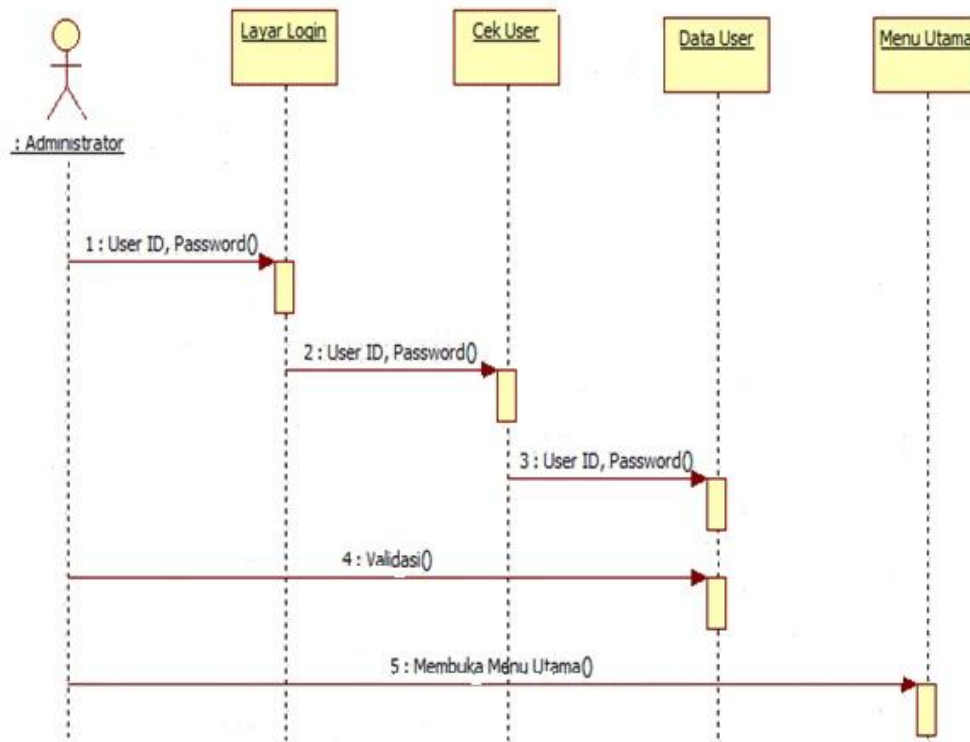 Layar Login
Cek User
Data User
Menu Utama
: Administrator
1 : User ID, Password()
2 : User ID, Password()
3 : User ID, Password()
4 : Validasi()
5 : Membuka Menu Utama()